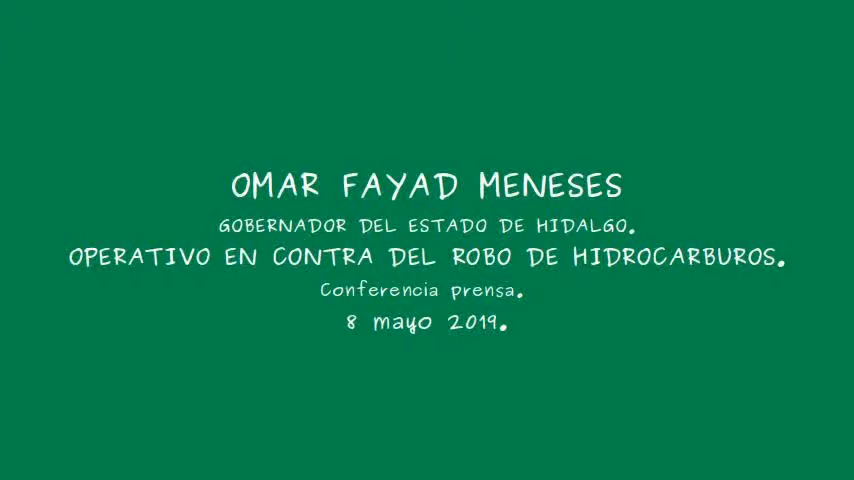 OMAR FAYAD MENESES
GOBERNADOR DEL ESTADO DE HIDALGO.
OPERATIVO EN CONTRA DEL ROBO DE HIDROCARBUROS.
Conferencia prensa.
8 mayo 2019.